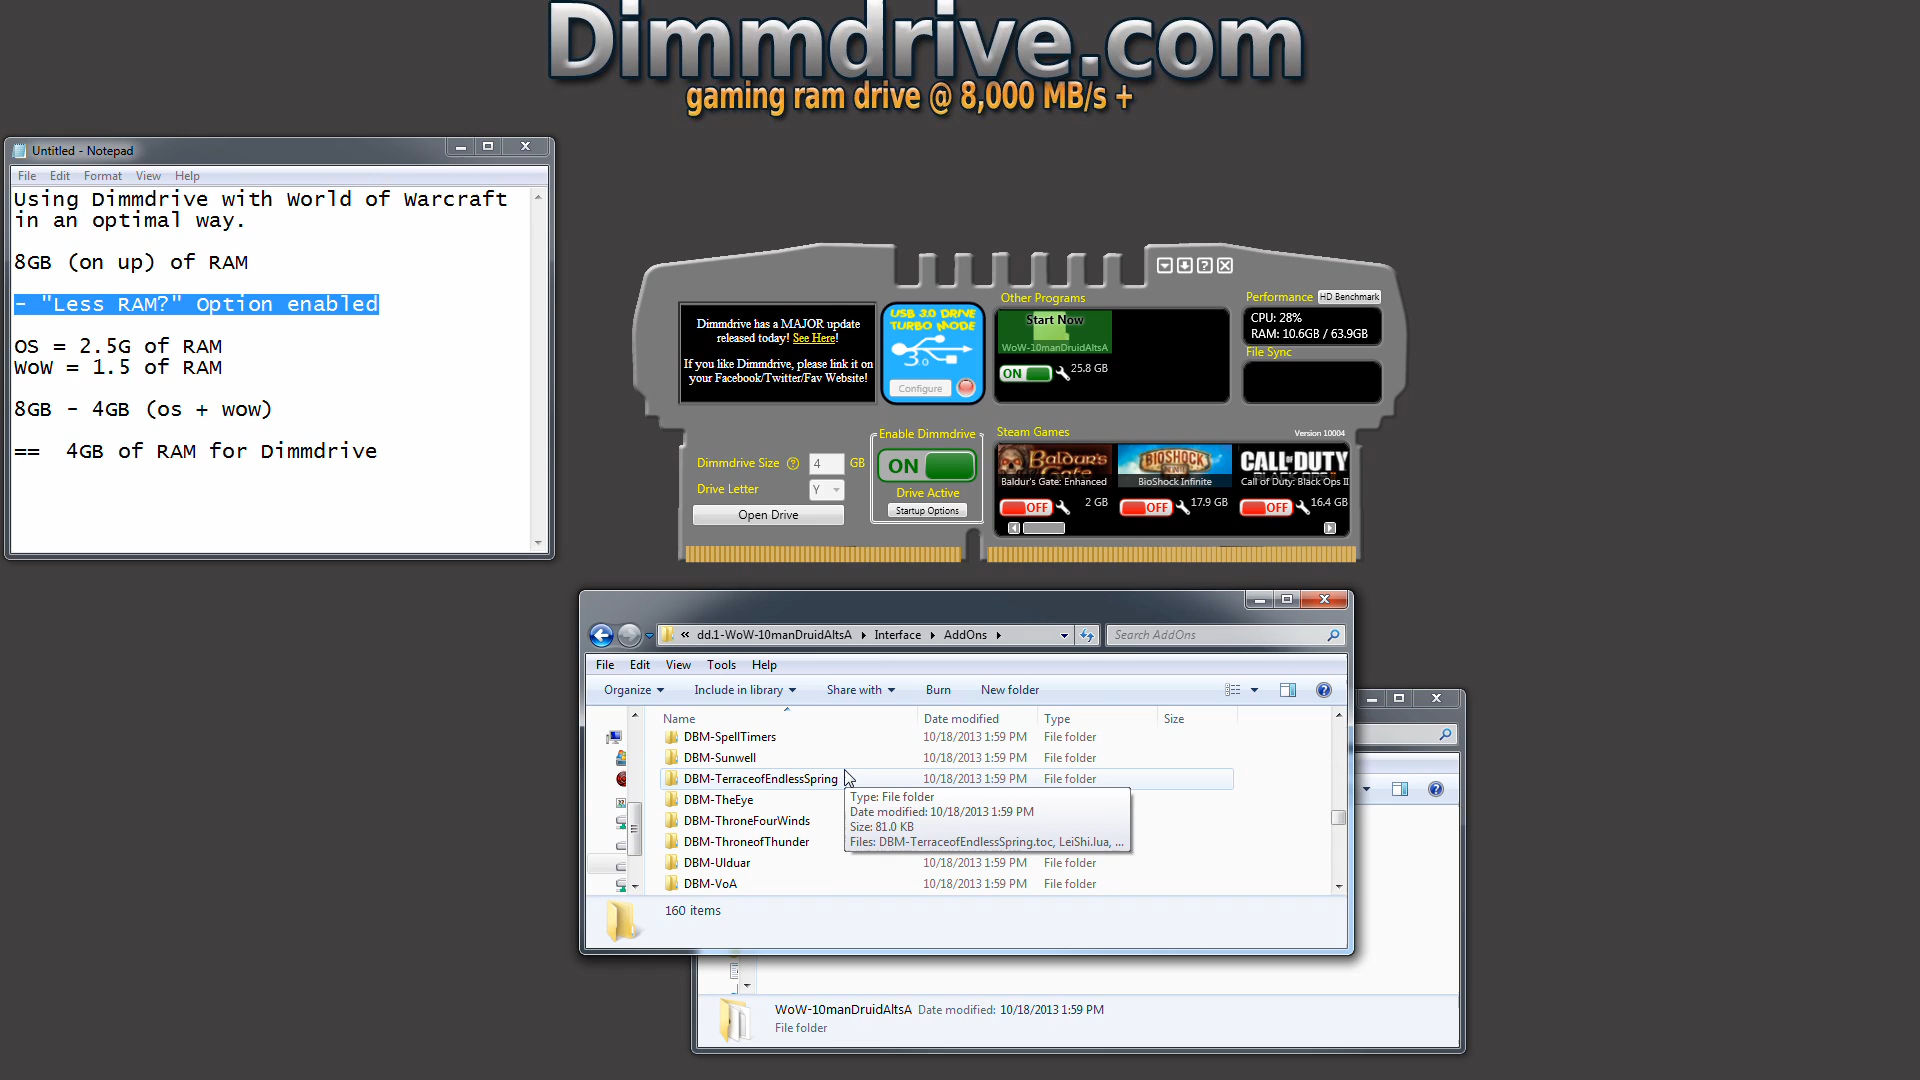 Dimmdrive.com
gaming ram drive @ 8,000 MB/s +
Untitled - Notepad
File Edit Format View Help
Using Dimmdrive with World of Warcraft
in an optimal way.
8GB (on up) of RAM
- "Less RAM?" Option enabled
OS = 2.5G of RAM
WoW = 1.5 of RAM
8GB - 4GB (os + wow)
== 4GB of RAM for Dimmdrive
Dimmdrive has a MAJOR update
released today! See Here!
If you like Dimmdrive, please link it on
your Facebook/Twitter/Fav Website!
USB 3.0 DRIVE
TURBO MODE
3.0
Configure
Other Programs
Start Now
WoW-10manDruidAltsA
ON 25.8 GB
Performance HD Benchmark
CPU: 28%
RAM: 10.6GB / 63.9GB
File Sync
Dimmdrive Size ? 4 GB
Drive Letter Y
Open Drive
Enable Dimmdrive
ON
Drive Active
Startup Options
Steam Games Version 10004
Baldur's Gate
Baldur's Gate: Enhanced
OFF 2 GB
BIOSHOCK
INFINITE
BioShock Infinite
OFF 17.9 GB
CALL OF DUTY
Call of Duty: Black Ops II
OFF 16.4 GB
« dd.1-WoW-10manDruidAltsA Interface AddOns Search AddOns
File Edit View Tools Help
Organize Include in library Share with Burn New folder
Name Date modified Type Size
DBM-SpellTimers 10/18/2013 1:59 PM File folder
DBM-Sunwell 10/18/2013 1:59 PM File folder
DBM-TerraceofEndlessSpring 10/18/2013 1:59 PM File folder
DBM-TheEye
DBM-ThroneFourWinds
DBM-ThroneofThunder
DBM-Ulduar 10/18/2013 1:59 PM File folder
DBM-VoA 10/18/2013 1:59 PM File folder
Type: File folder
Date modified: 10/18/2013 1:59 PM
Size: 81.0 KB
Files: DBM-TerraceofEndlessSpring.toc, LeiShi.lua, ...
160 items
WoW-10manDruidAltsA Date modified: 10/18/2013 1:59 PM
File folder